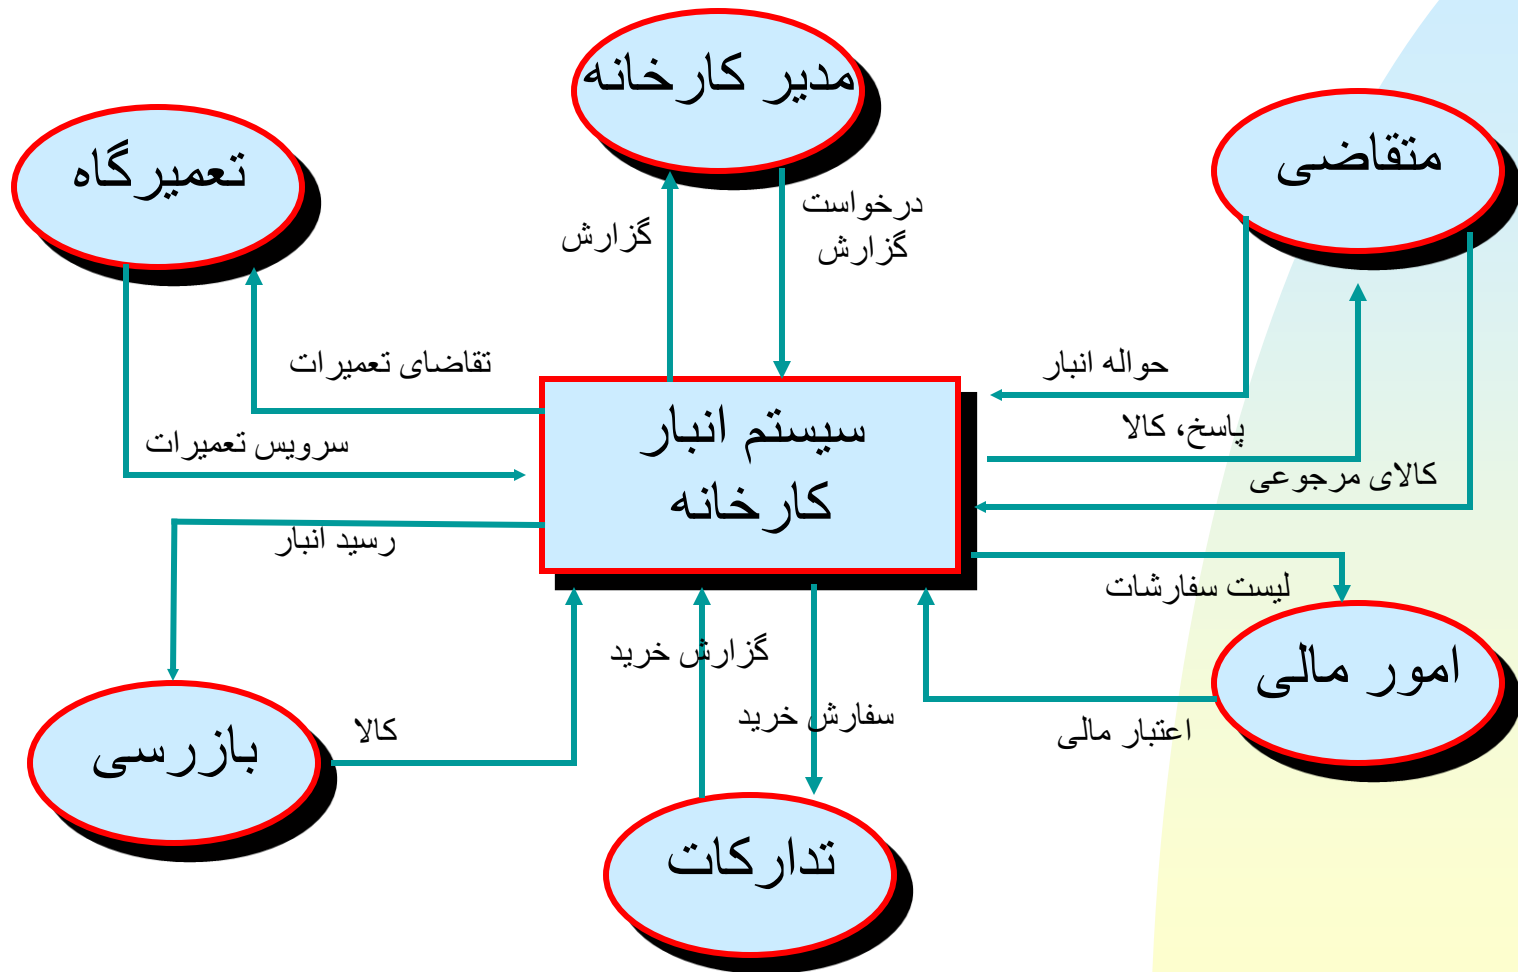 مدیر کارخانه
متقاضی
تعمیرگاه
درخواست
گزارش
گزارش
حواله انبار
تقاضای تعمیرات
سیستم انبار
کارخانه
پاسخ، کالا
سرویس تعمیرات
کالای مرجوعی
رسید انبار
لیست سفارشات
گزارش خرید
امور مالی
سفارش خرید
اعتبار مالی
کالا
بازرسی
تدارکات